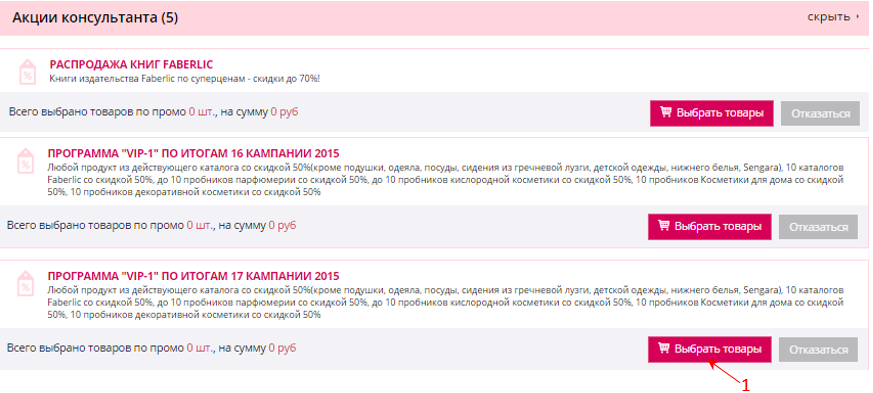 Акции консультанта (5)
скрыть
РАСПРОДАЖА КНИГ FABERLIC
Книги издательства Faberlic по суперценам - скидки до 70%!
Всего выбрано товаров по промо 0 шт., на сумму 0 руб
Выбрать товары
Отказаться
ПРОГРАММА "VIP-1" ПО ИТОГАМ 16 КАМПАНИИ 2015
Любой продукт из действующего каталога со скидкой 50%(кроме подушки, одеяла, посуды, сидения из гречневой лузги, детской одежды, нижнего белья, Sengara), 10 каталогов
Faberlic со скидкой 50%, до 10 пробников парфюмерии со скидкой 50%, до 10 пробников кислородной косметики со скидкой 50%, 10 пробников Косметики для дома со скидкой
50%, 10 пробников декоративной косметики со скидкой 50%
Всего выбрано товаров по промо 0 шт., на сумму 0 руб
Выбрать товары
Отказаться
ПРОГРАММА "VIP-1" ПО ИТОГАМ 17 КАМПАНИИ 2015
Любой продукт из действующего каталога со скидкой 50%(кроме подушки, одеяла, посуды, сидения из гречневой лузги, детской одежды, нижнего белья, Sengara), 10 каталогов
Faberlic со скидкой 50%, до 10 пробников парфюмерии со скидкой 50%, до 10 пробников кислородной косметики со скидкой 50%, 10 пробников Косметики для дома со скидкой
50%, 10 пробников декоративной косметики со скидкой 50%
Всего выбрано товаров по промо 0 шт., на сумму 0 руб
Выбрать товары
Отказаться
1